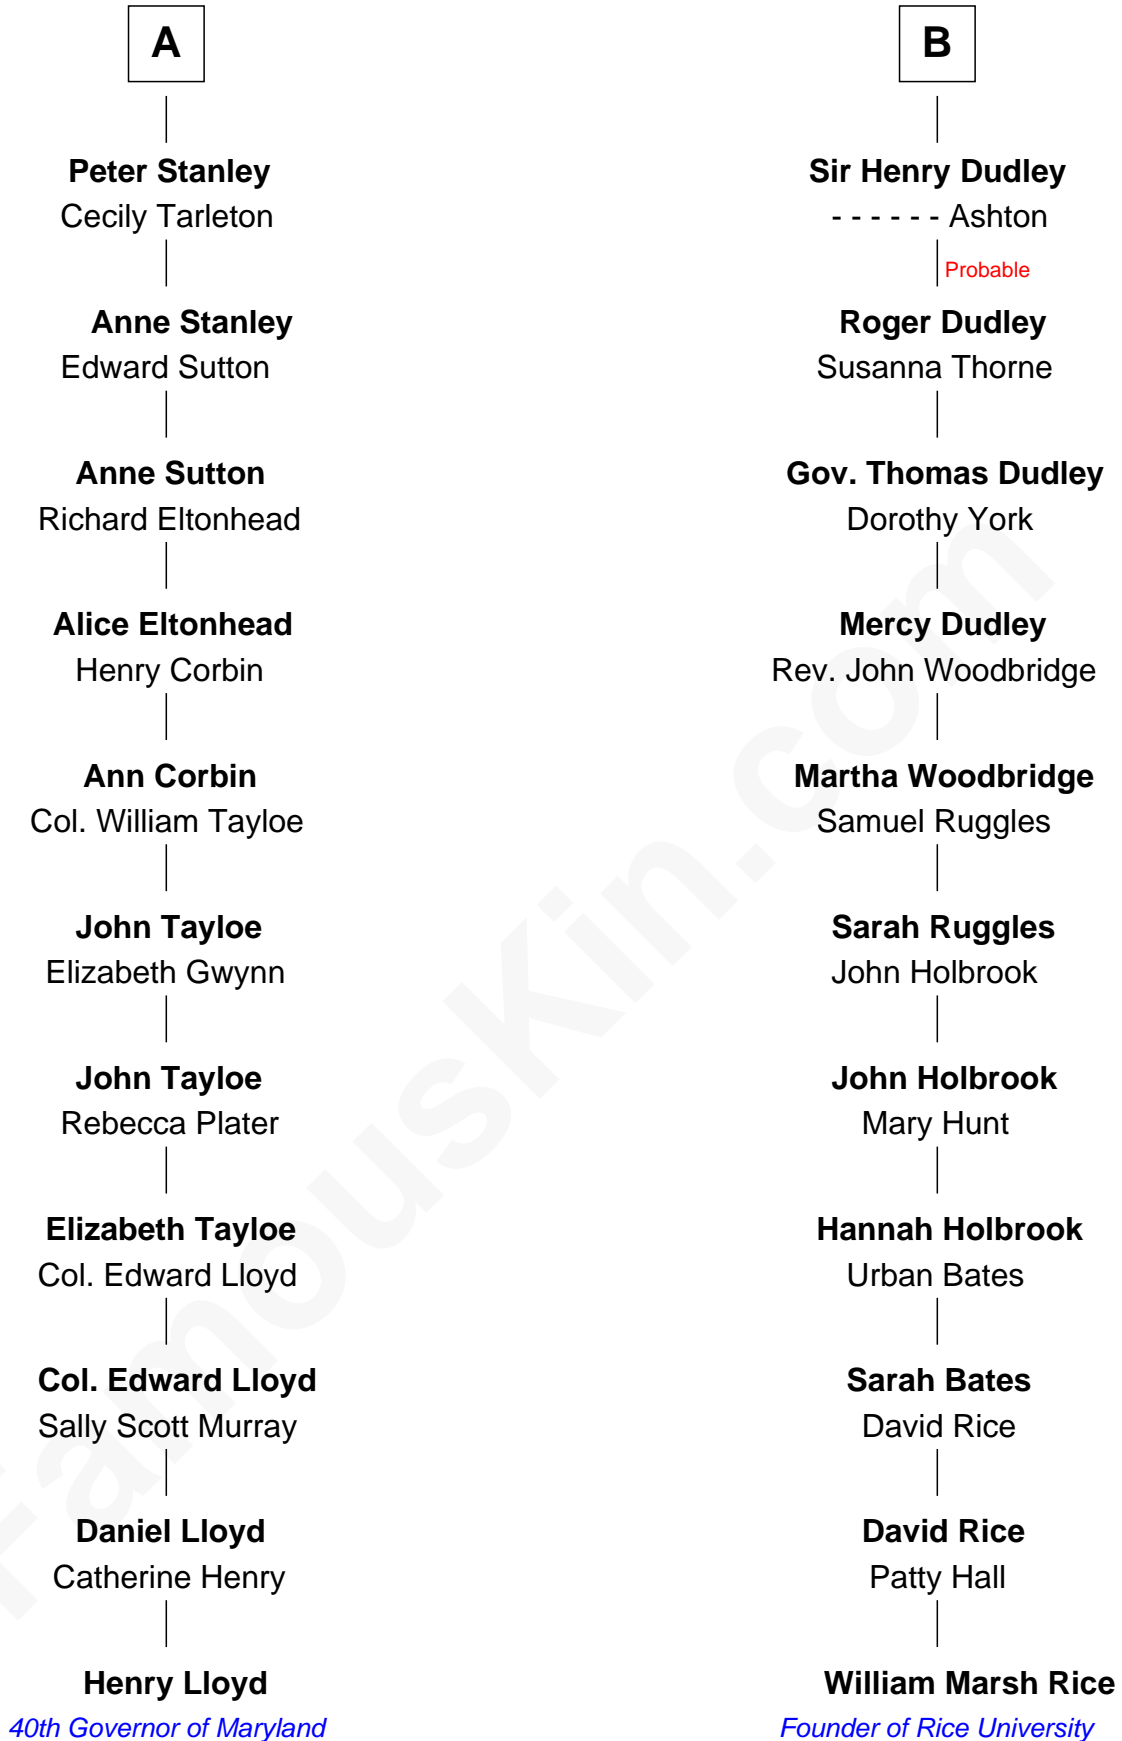 A
Peter Stanley
Cecily Tarleton
Anne Stanley
Edward Sutton
Anne Sutton
Richard Eltonhead
Alice Eltonhead
Henry Corbin
Ann Corbin
Col. William Tayloe
John Tayloe
Elizabeth Gwynn
John Tayloe
Rebecca Plater
Elizabeth Tayloe
Col. Edward Lloyd
Col. Edward Lloyd
Sally Scott Murray
Daniel Lloyd
Catherine Henry
Henry Lloyd
40th Governor of Maryland
B
Sir Henry Dudley
- - - - - - Ashton
Probable
Roger Dudley
Susanna Thorne
Gov. Thomas Dudley
Dorothy York
Mercy Dudley
Rev. John Woodbridge
Martha Woodbridge
Samuel Ruggles
Sarah Ruggles
John Holbrook
John Holbrook
Mary Hunt
Hannah Holbrook
Urban Bates
Sarah Bates
David Rice
David Rice
Patty Hall
William Marsh Rice
Founder of Rice University
FamousKin.com